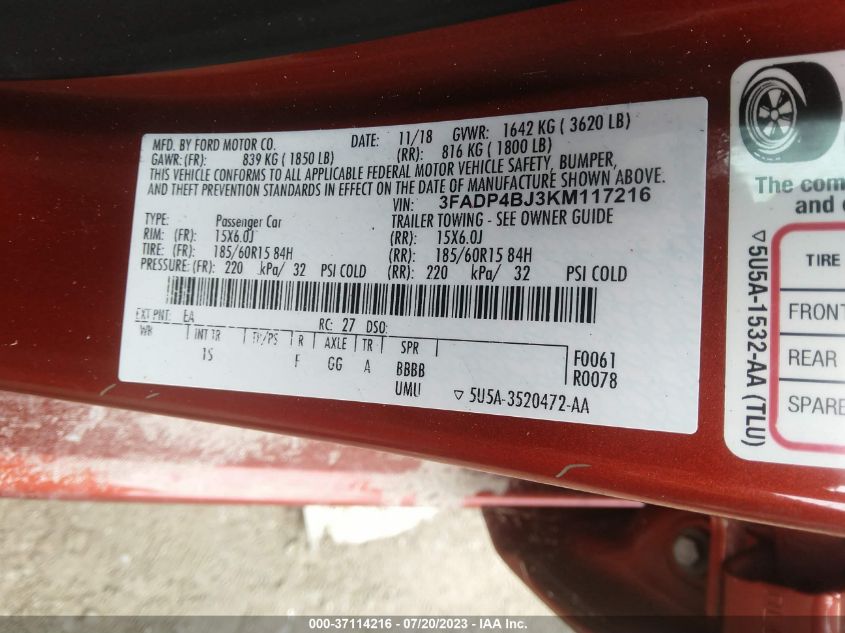 MFD. BY FORD MOTOR CO. DATE: 11/18 GVWR: 1642 KG ( 3620 LB)
GAWR: (FR): 839 KG ( 1850 LB) (RR): 816 KG ( 1800 LB)
THIS VEHICLE CONFORMS TO ALL APPLICABLE FEDERAL MOTOR VEHICLE SAFETY, BUMPER,
AND THEFT PREVENTION STANDARDS IN EFFECT ON THE DATE OF MANUFACTURE SHOWN ABOVE.
VIN: 3FADP4BJ3KM117216
TYPE: Passenger Car TRAILER TOWING - SEE OWNER GUIDE
RIM: (FR): 15X6.0J (RR): 15X6.0J
TIRE: (FR): 185/60R15 84H (RR): 185/60R15 84H
PRESSURE: (FR): 220 kPa/ 32 PSI COLD (RR): 220 kPa/ 32 PSI COLD
EXT PNT: EA RC: 27 DSO:
WB INT TR TP/PS R AXLE TR SPR F0061
TS F GG A BBBB R0078
UMU ▽ 5U5A-3520472-AA
The com
and
▽ 5U5A-1532-AA (TLU)
TIRE
FRONT
REAR
SPARE
000-37114216 - 07/20/2023 - IAA Inc.